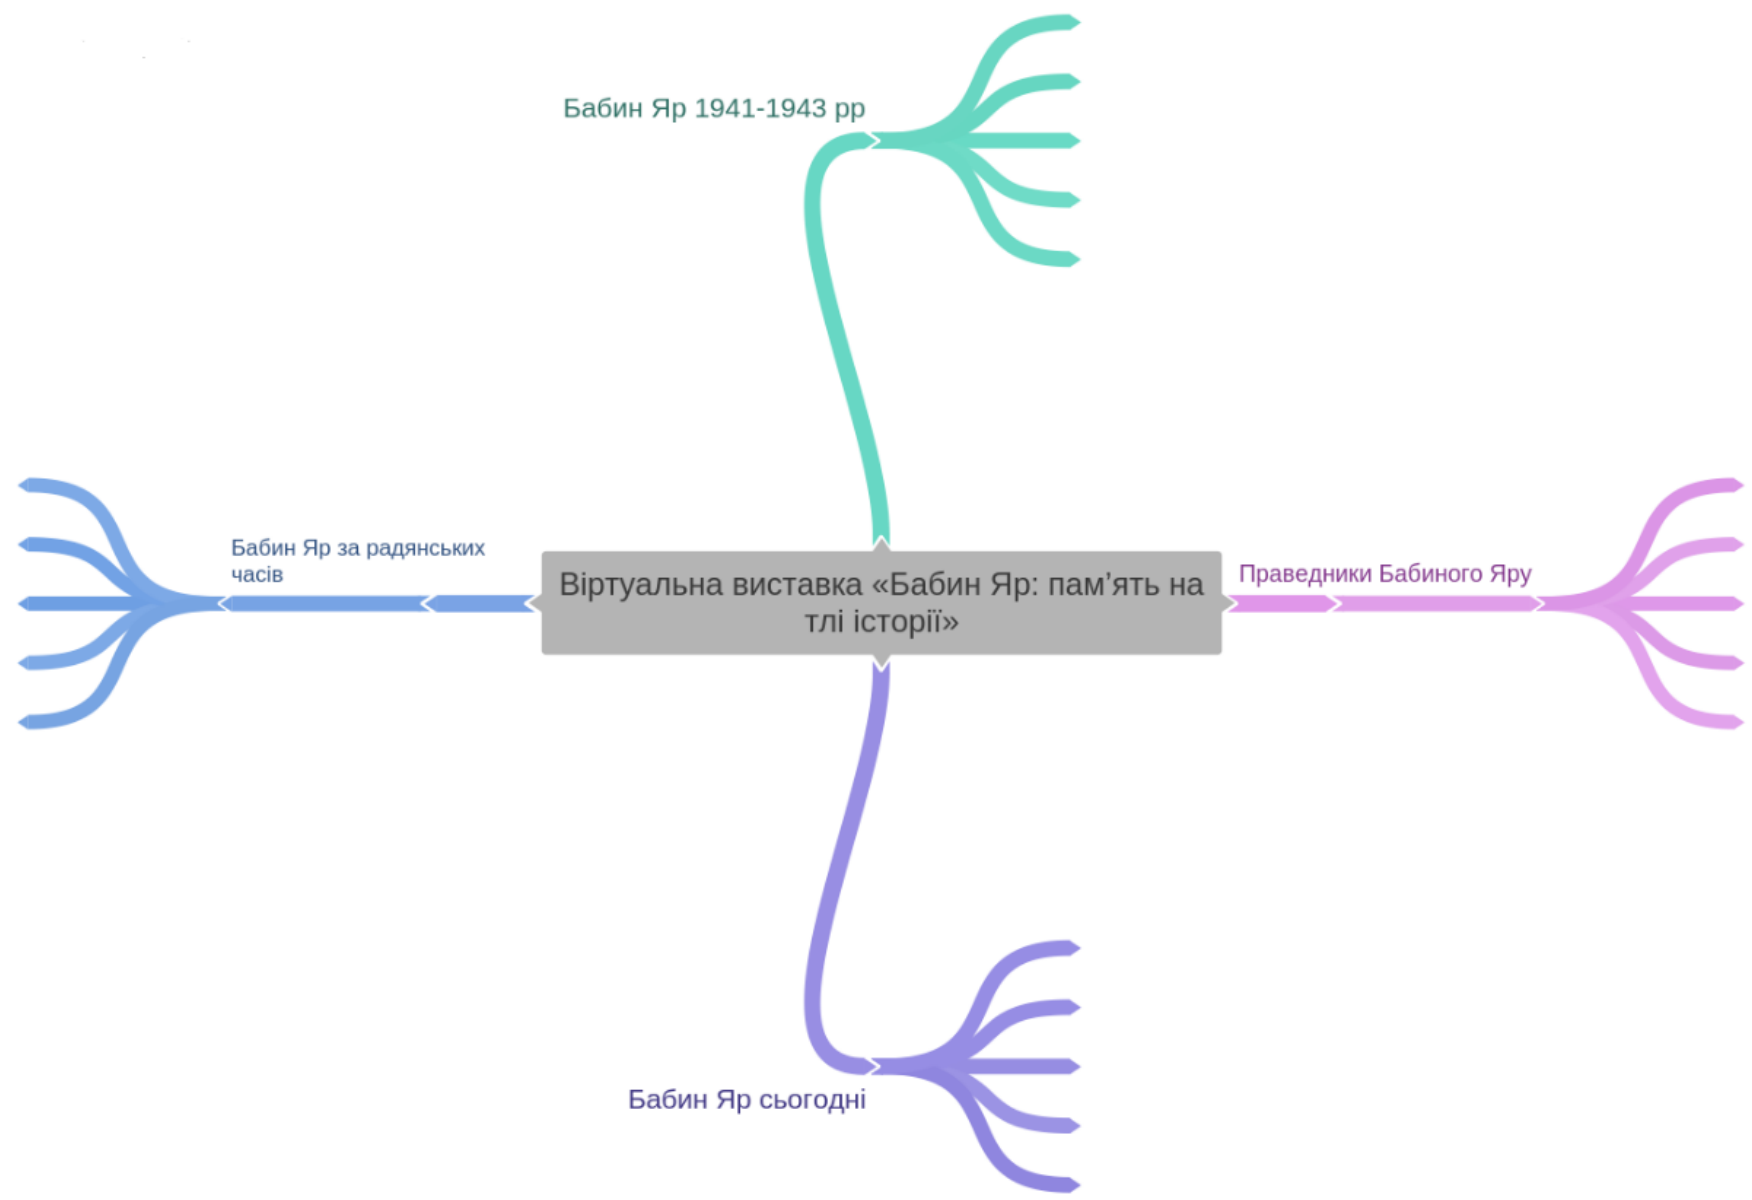 Бабин Яр 1941-1943 рр
Бабин Яр за радянських
часів
Віртуальна виставка «Бабин Яр: пам’ять на
тлі історії»
Праведники Бабиного Яру
Бабин Яр сьогодні